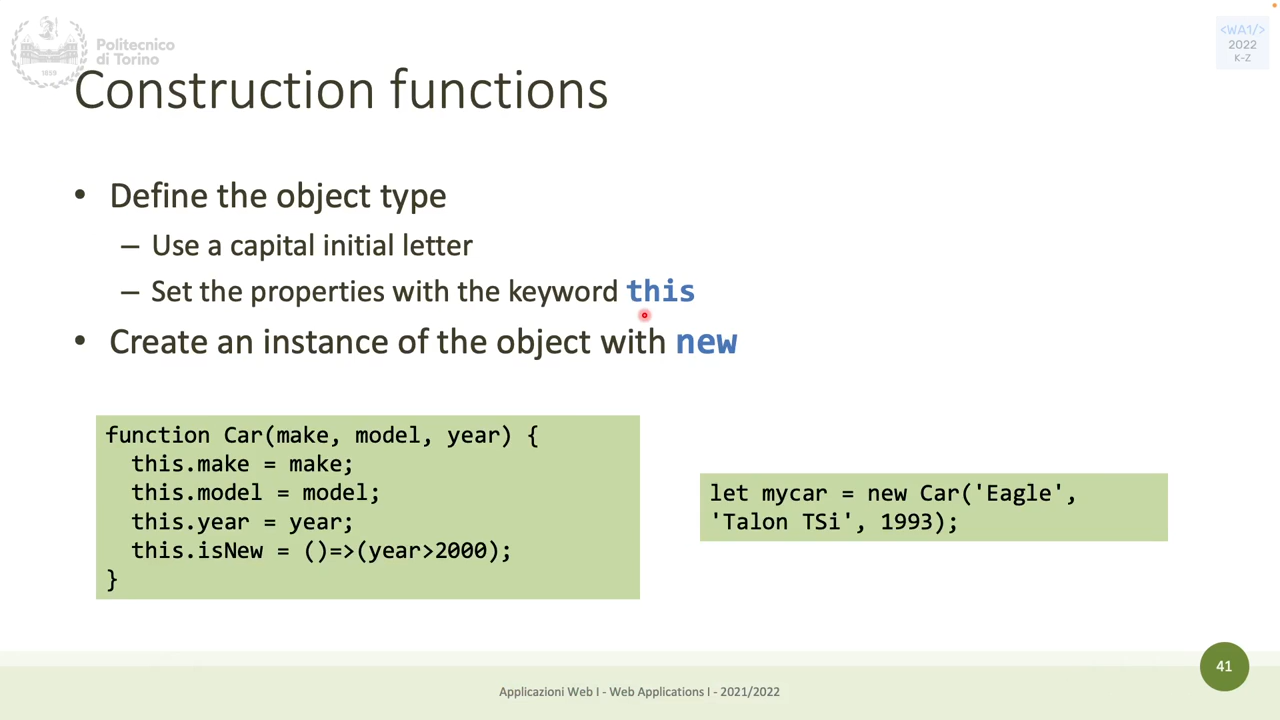 Politecnico
di Torino
1859
<WA1/>
2022
K-Z
Construction functions
• Define the object type
– Use a capital initial letter
– Set the properties with the keyword this
• Create an instance of the object with new
function Car(make, model, year) {
this.make = make;
this.model = model;
this.year = year;
this.isNew = ()=>(year>2000);
}
let mycar = new Car('Eagle',
'Talon TSi', 1993);
41
Applicazioni Web I - Web Applications I - 2021/2022